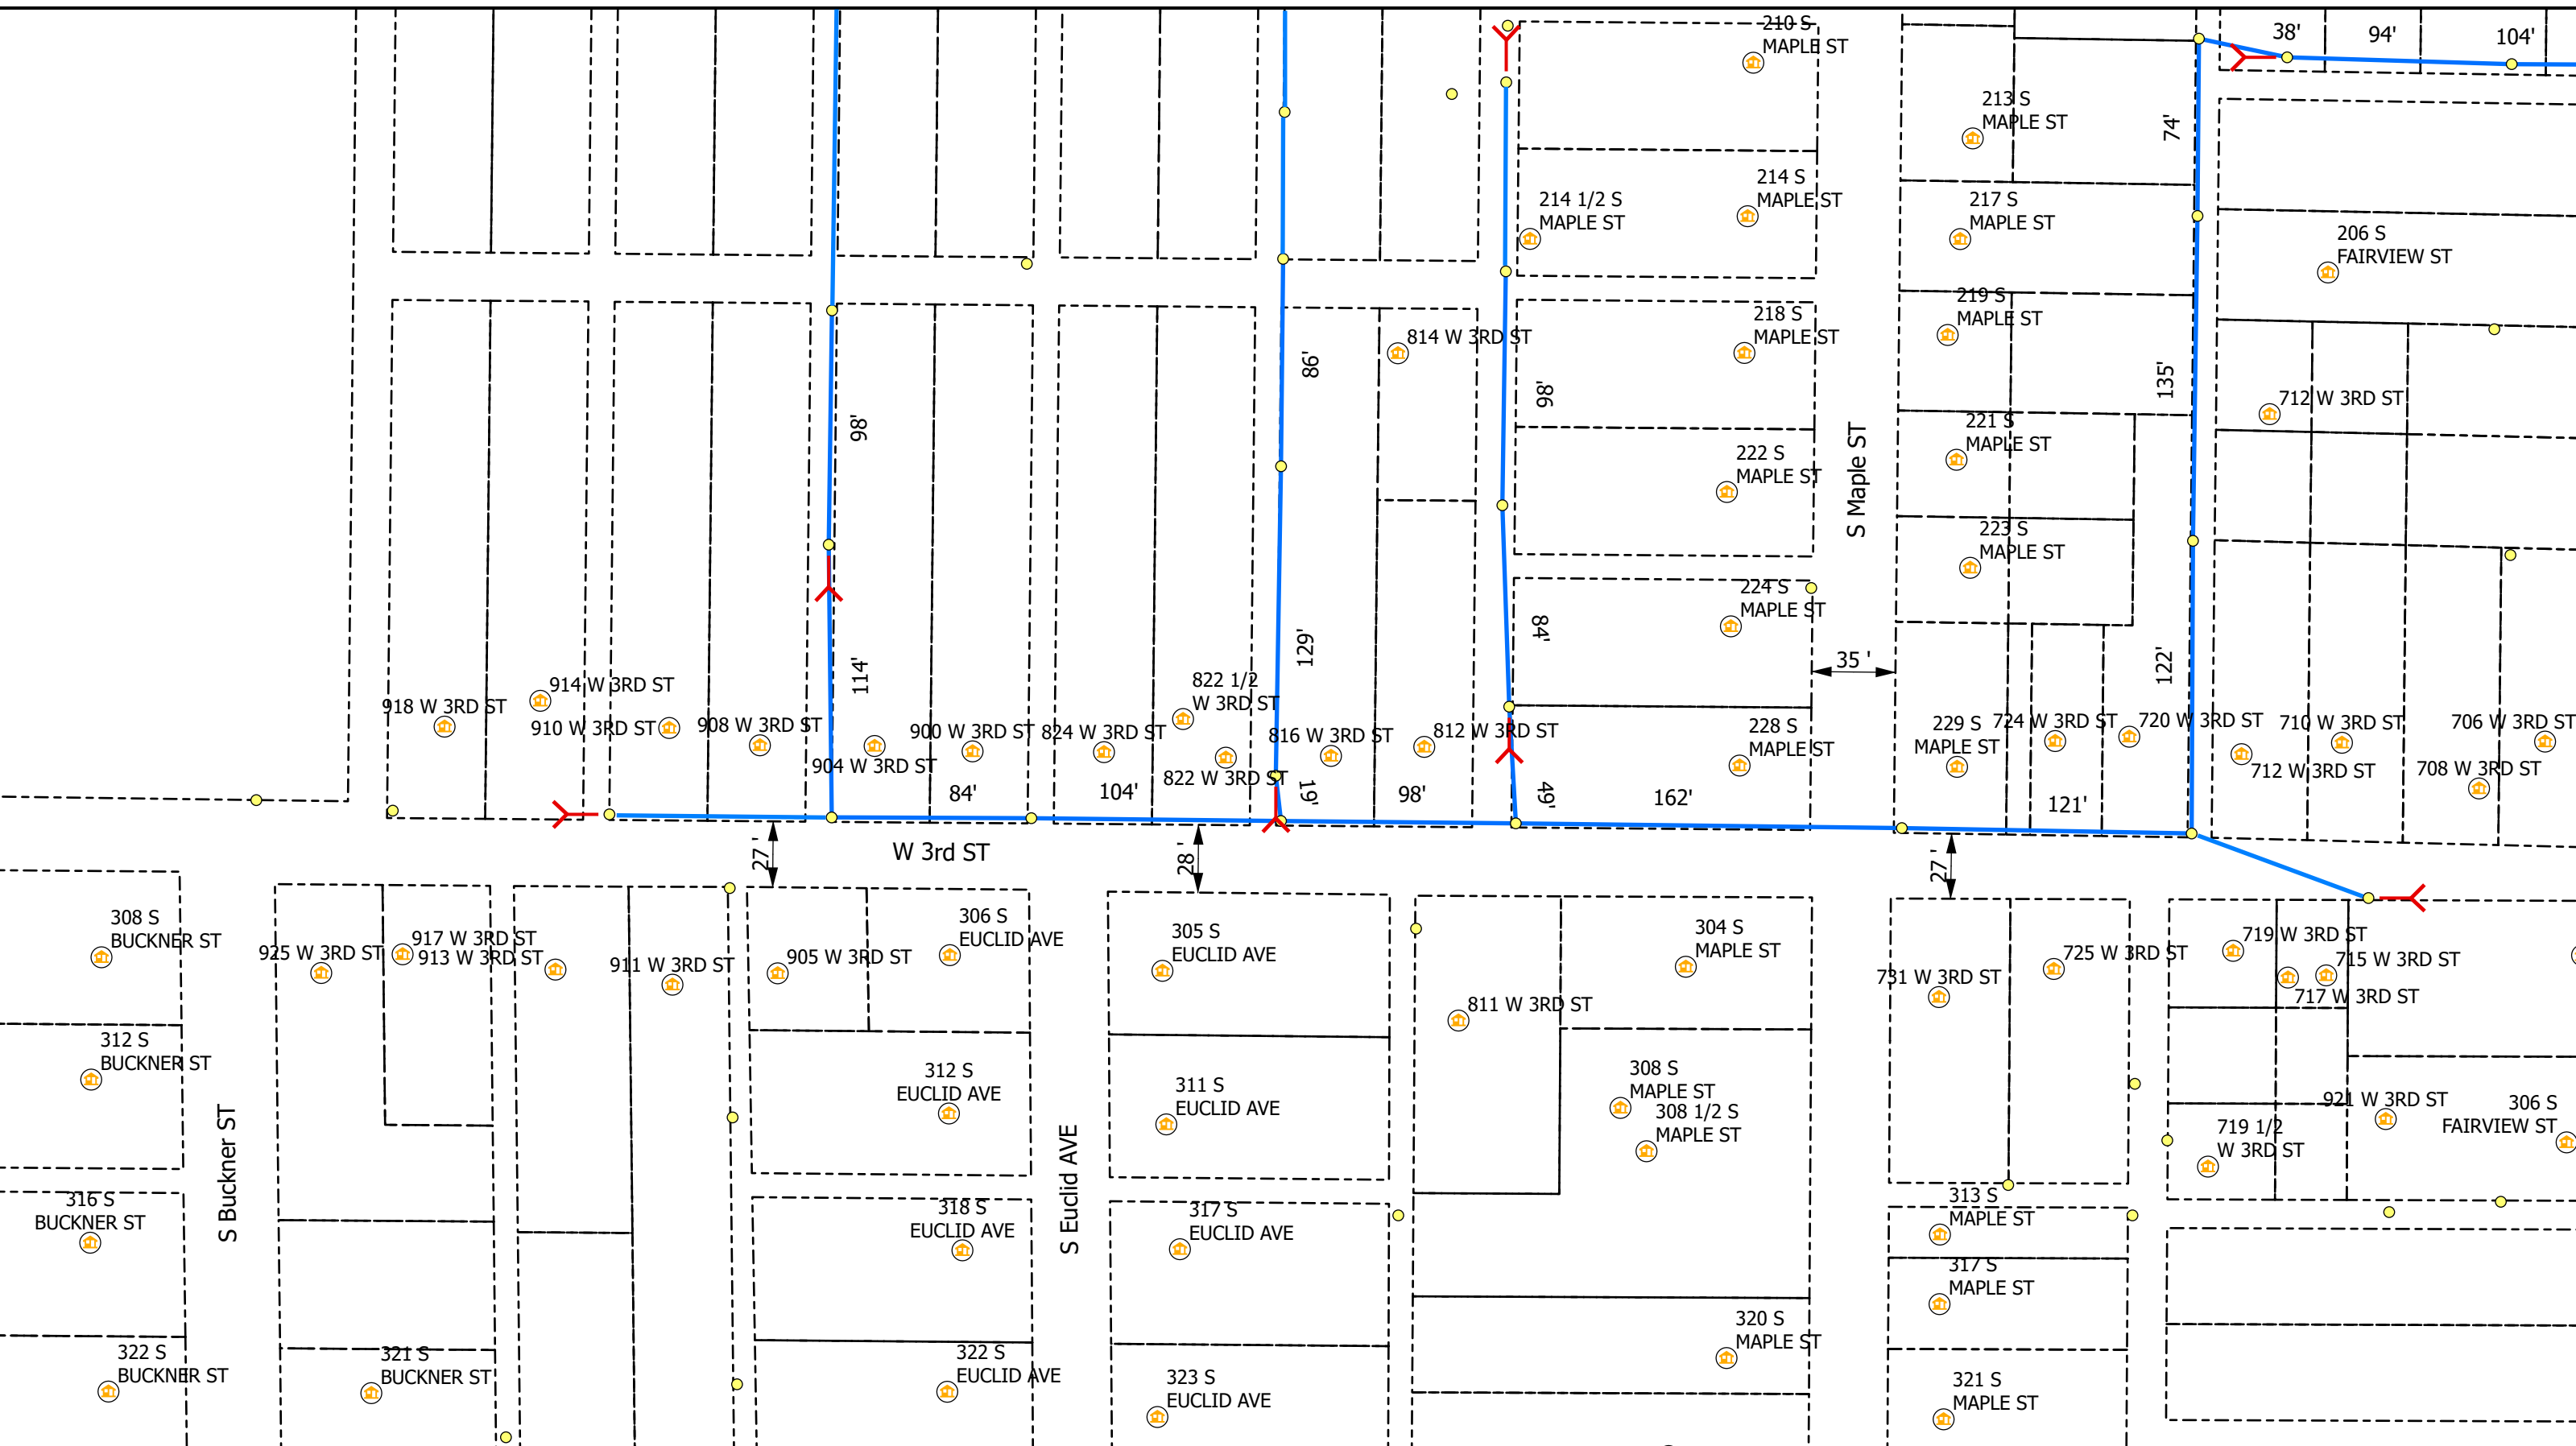 210 S
MAPLE ST
38'
94'
104'
213 S
MAPLE ST
74'
214 S
MAPLE ST
214 1/2 S
MAPLE ST
217 S
MAPLE ST
206 S
FAIRVIEW ST
219 S
MAPLE ST
218 S
MAPLE ST
814 W 3RD ST
86'
98'
135'
712 W 3RD ST
98'
221 S
MAPLE ST
222 S
MAPLE ST
S Maple ST
223 S
MAPLE ST
224 S
MAPLE ST
84'
129'
114'
35 '
122'
822 1/2
W 3RD ST
914 W 3RD ST
918 W 3RD ST
910 W 3RD ST
908 W 3RD ST
900 W 3RD ST
824 W 3RD ST
816 W 3RD ST
812 W 3RD ST
228 S
MAPLE ST
229 S
MAPLE ST
724 W 3RD ST
720 W 3RD ST
710 W 3RD ST
706 W 3RD ST
904 W 3RD ST
822 W 3RD ST
712 W 3RD ST
708 W 3RD ST
84'
104'
19'
98'
49'
162'
121'
27 '
W 3rd ST
28 '
27 '
308 S
BUCKNER ST
925 W 3RD ST
917 W 3RD ST
913 W 3RD ST
911 W 3RD ST
905 W 3RD ST
306 S
EUCLID AVE
305 S
EUCLID AVE
304 S
MAPLE ST
731 W 3RD ST
725 W 3RD ST
719 W 3RD ST
715 W 3RD ST
717 W 3RD ST
811 W 3RD ST
312 S
BUCKNER ST
312 S
EUCLID AVE
311 S
EUCLID AVE
308 S
MAPLE ST
308 1/2 S
MAPLE ST
921 W 3RD ST
306 S
FAIRVIEW ST
719 1/2
W 3RD ST
S Buckner ST
S Euclid AVE
316 S
BUCKNER ST
318 S
EUCLID AVE
317 S
EUCLID AVE
313 S
MAPLE ST
317 S
MAPLE ST
320 S
MAPLE ST
322 S
BUCKNER ST
321 S
BUCKNER ST
322 S
EUCLID AVE
323 S
EUCLID AVE
321 S
MAPLE ST